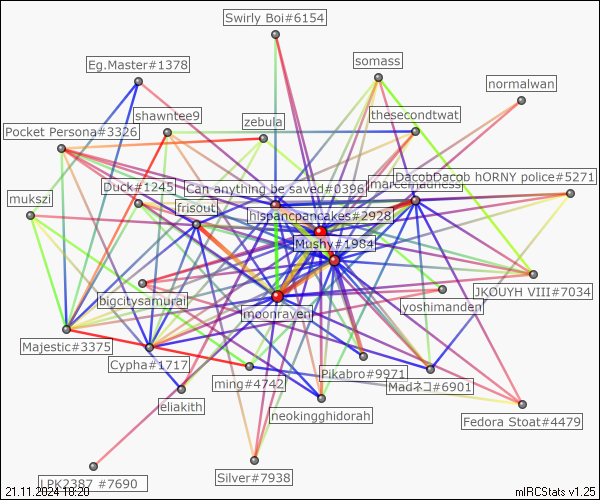 Swirly Boi#6154
somass
Eg.Master#1378
normalwan
shawntee9
thesecondtwat
zebula
Pocket Persona#3326
DacobDacob hORNY police#5271
Duck#1245
Can anything be saved#0396
marceinadness
mukszi
frisout
hispanicpancakes#2928
Mushy#1984
JKOUYH VIII#7034
bigcitysamurai
yoshimanden
moonraven
Majestic#3375
Cypha#1717
Pikabro#9971
ming#4742
Madネコ#6901
eliakith
neokingghidorah
Fedora Stoat#4479
LPK2387 #7690
Silver#7938
21.11.2024 18:20
mIRCStats v1.25